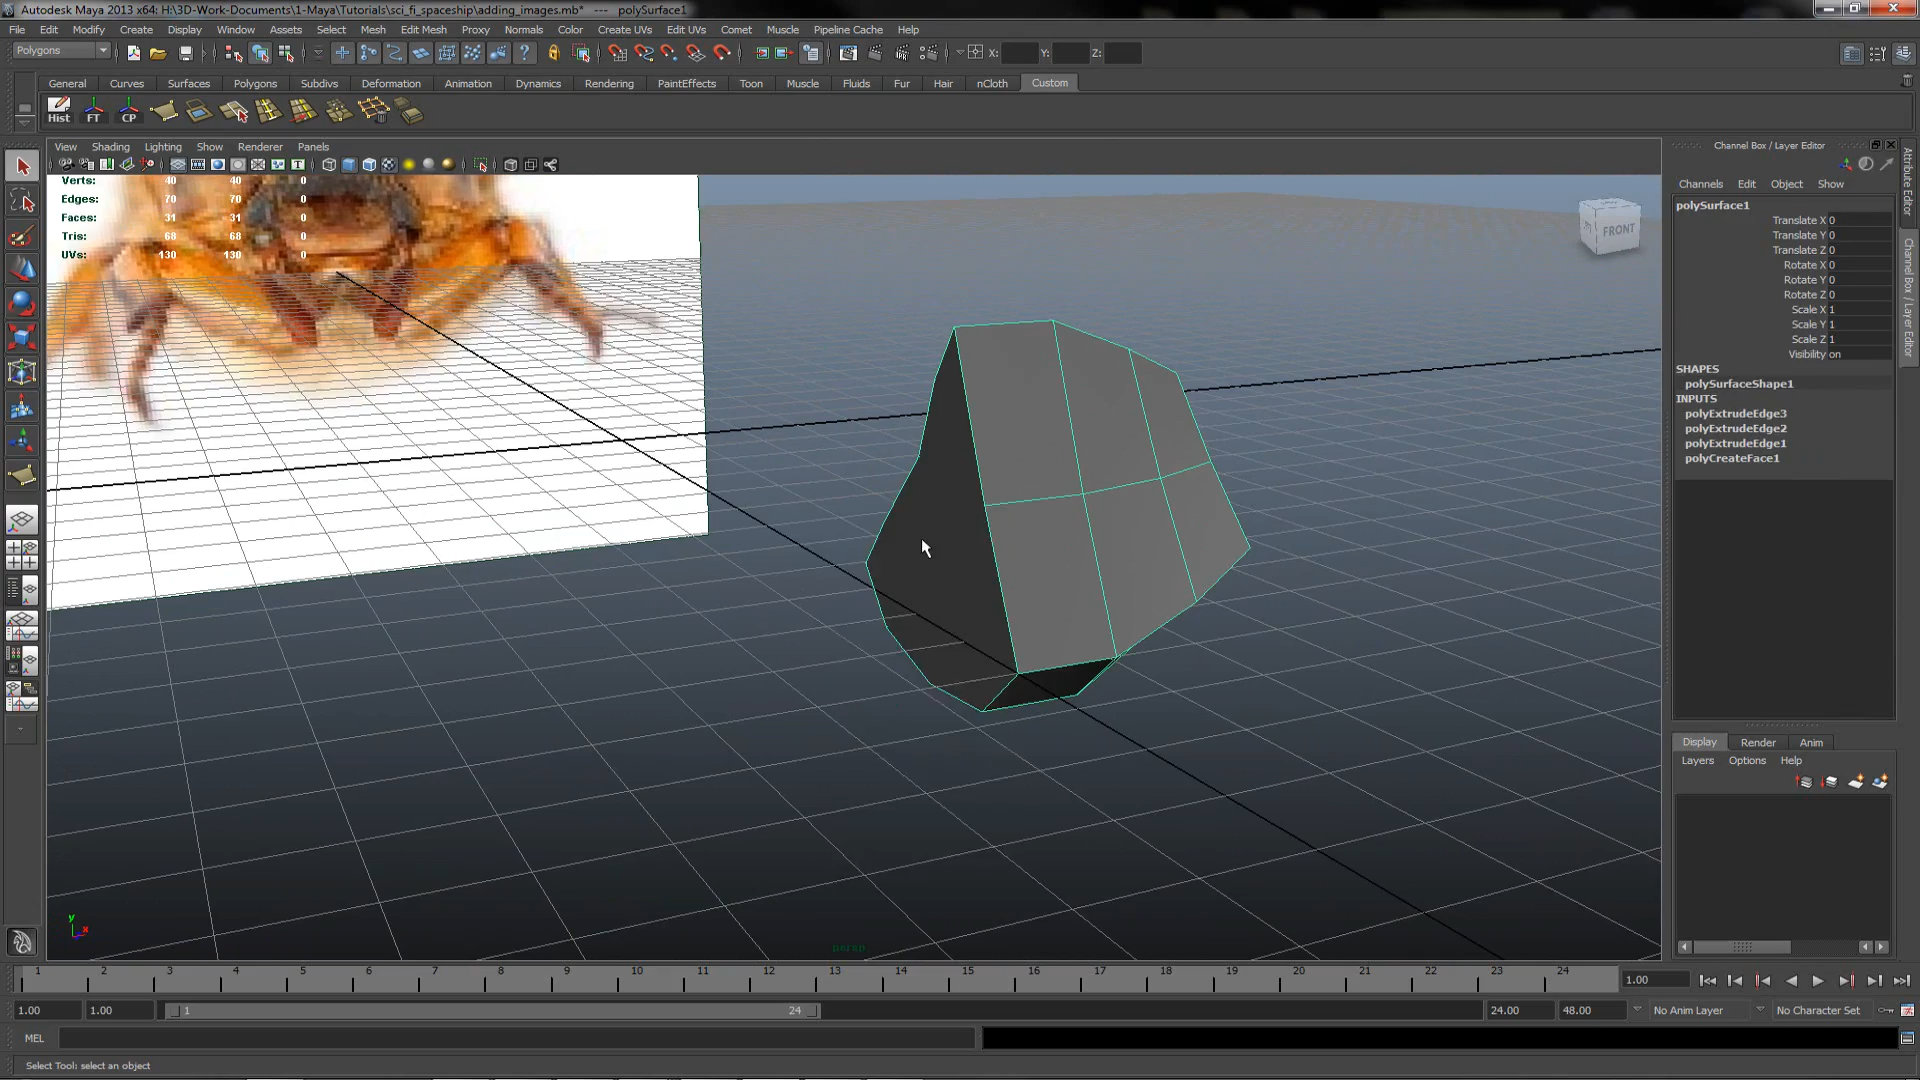 Autodesk Maya 2013 x64: H:\3D-Work-Documents\1-Maya\Tutorials\sci_fi_spaceship\adding_images.mb* --- polySurface1
File Edit Modify Create Display Window Assets Select Mesh Edit Mesh Proxy Normals Color Create UVs Edit UVs Comet Muscle Pipeline Cache Help
Polygons X: Y: Z:
General Curves Surfaces Polygons Subdivs Deformation Animation Dynamics Rendering PaintEffects Toon Muscle Fluids Fur Hair nCloth Custom
Hist FT CP
View Shading Lighting Show Renderer Panels
Verts: 40 40 0
Edges: 70 70 0
Faces: 31 31 0
Tris: 68 68 0
UVs: 130 130 0
FRONT
persp
y
x
Channel Box / Layer Editor
Channels Edit Object Show
polySurface1
Translate X 0
Translate Y 0
Translate Z 0
Rotate X 0
Rotate Y 0
Rotate Z 0
Scale X 1
Scale Y 1
Scale Z 1
Visibility on
SHAPES
polySurfaceShape1
INPUTS
polyExtrudeEdge3
polyExtrudeEdge2
polyExtrudeEdge1
polyCreateFace1
Attribute Editor
Channel Box / Layer Editor
Display Render Anim
Layers Options Help
1 2 3 4 5 6 7 8 9 10 11 12 13 14 15 16 17 18 19 20 21 22 23 24 1.00
1.00 1.00 1 24 24.00 48.00 No Anim Layer No Character Set
MEL
Select Tool: select an object